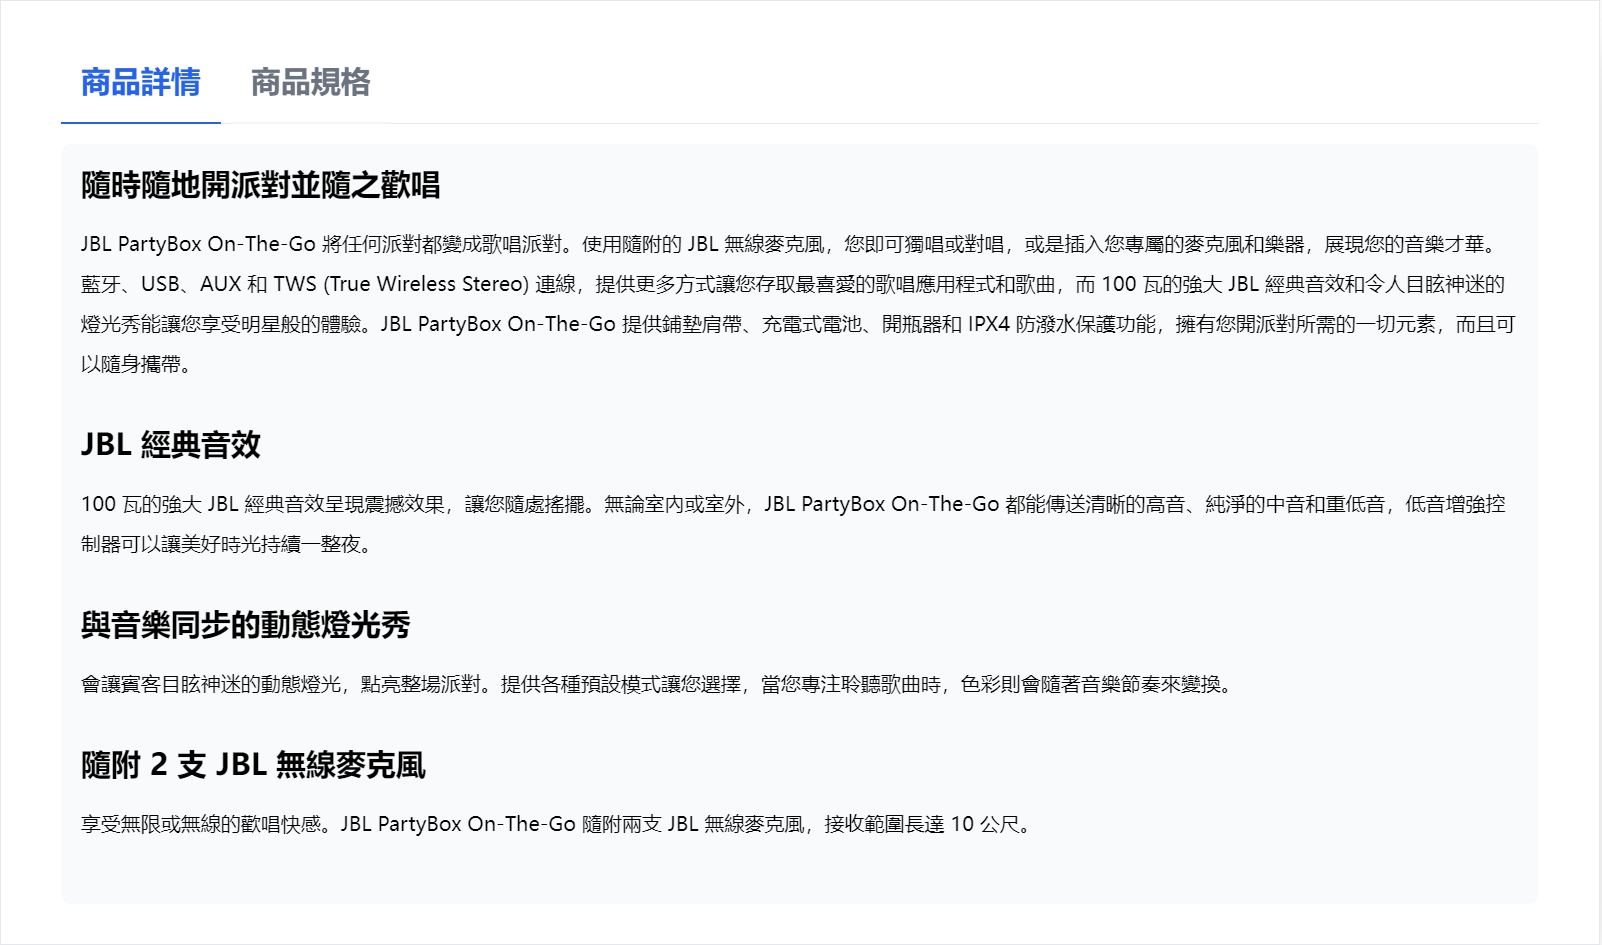 商品詳情 商品規格
隨時隨地開派對並隨之歡唱
JBL PartyBox On-The-Go 將任何派對都變成歌唱派對。使用隨附的 JBL 無線麥克風，您即可獨唱或對唱，或是插入您專屬的麥克風和樂器，展現您的音樂才華。
藍牙、USB、AUX 和 TWS (True Wireless Stereo) 連線，提供更多方式讓您存取最喜愛的歌唱應用程式和歌曲，而 100 瓦的強大 JBL 經典音效和令人目眩神迷的
燈光秀能讓您享受明星般的體驗。JBL PartyBox On-The-Go 提供鋪墊肩帶、充電式電池、開瓶器和 IPX4 防潑水保護功能，擁有您開派對所需的一切元素，而且可
以隨身攜帶。
JBL 經典音效
100 瓦的強大 JBL 經典音效呈現震撼效果，讓您隨處搖擺。無論室內或室外，JBL PartyBox On-The-Go 都能傳送清晰的高音、純淨的中音和重低音，低音增強控
制器可以讓美好時光持續一整夜。
與音樂同步的動態燈光秀
會讓賓客目眩神迷的動態燈光，點亮整場派對。提供各種預設模式讓您選擇，當您專注聆聽歌曲時，色彩則會隨著音樂節奏來變換。
隨附 2 支 JBL 無線麥克風
享受無限或無線的歡唱快感。JBL PartyBox On-The-Go 隨附兩支 JBL 無線麥克風，接收範圍長達 10 公尺。